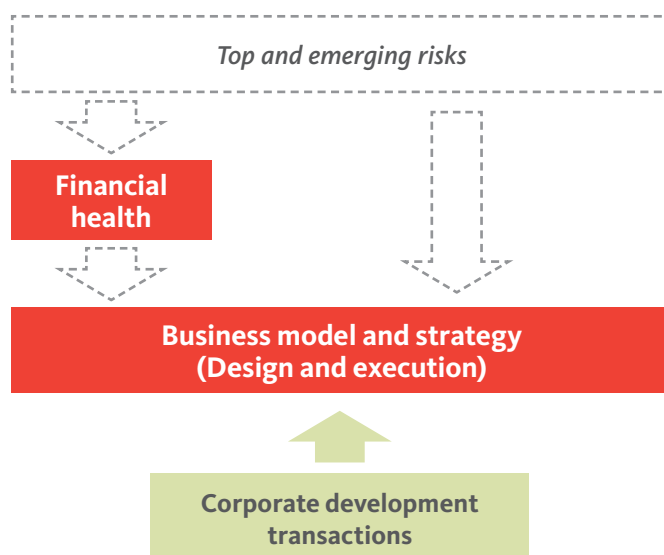 Top and emerging risks
Financial
health
Business model and strategy
(Design and execution)
Corporate development
transactions